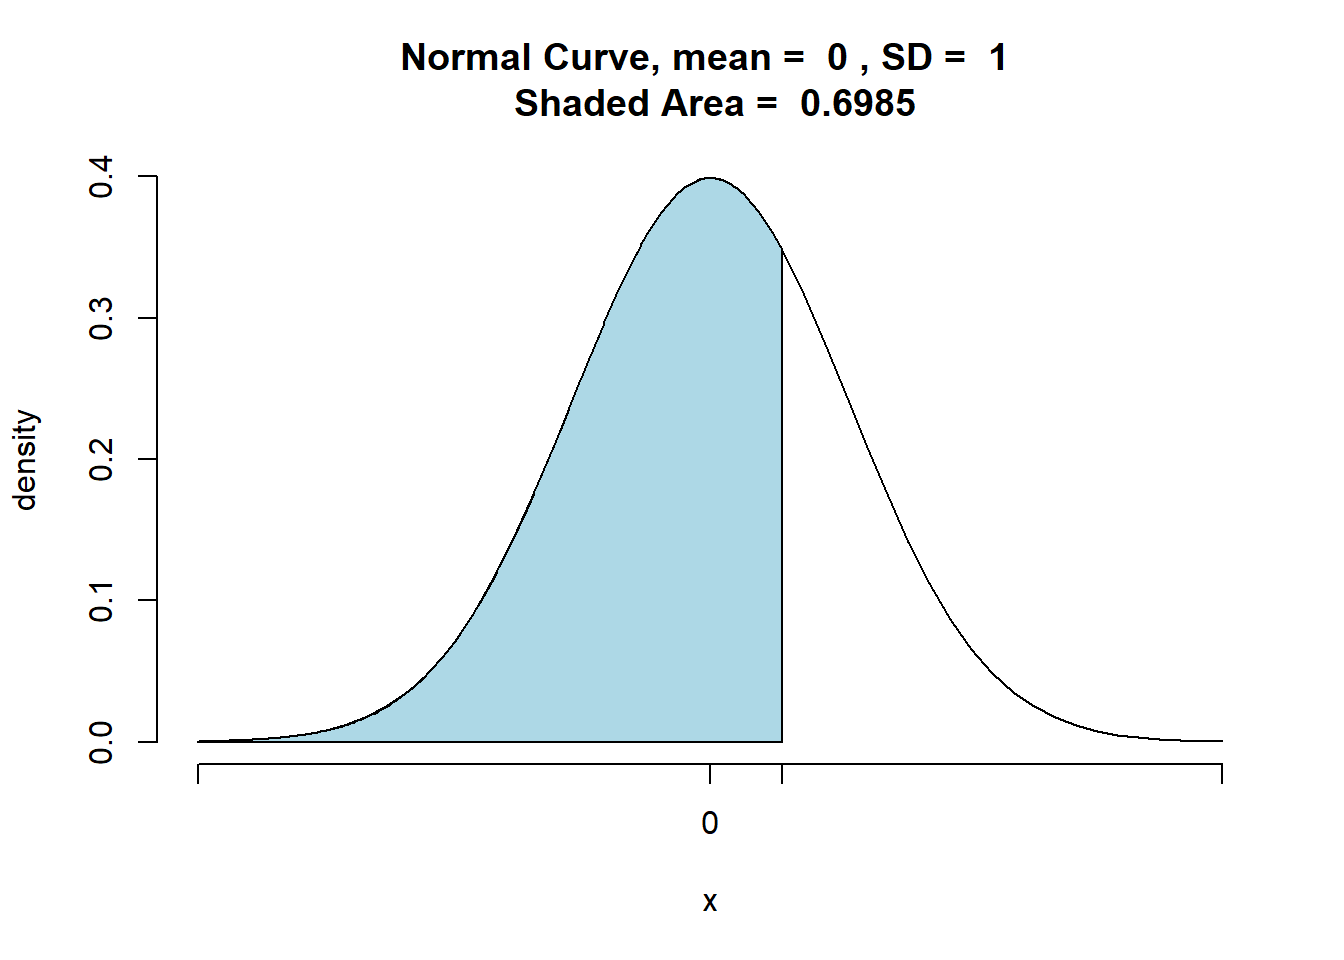 Normal Curve, mean =  0 , SD =  1
Shaded Area =  0.6985
0.4
0.3
0.2
0.1
0.0
density
0
x